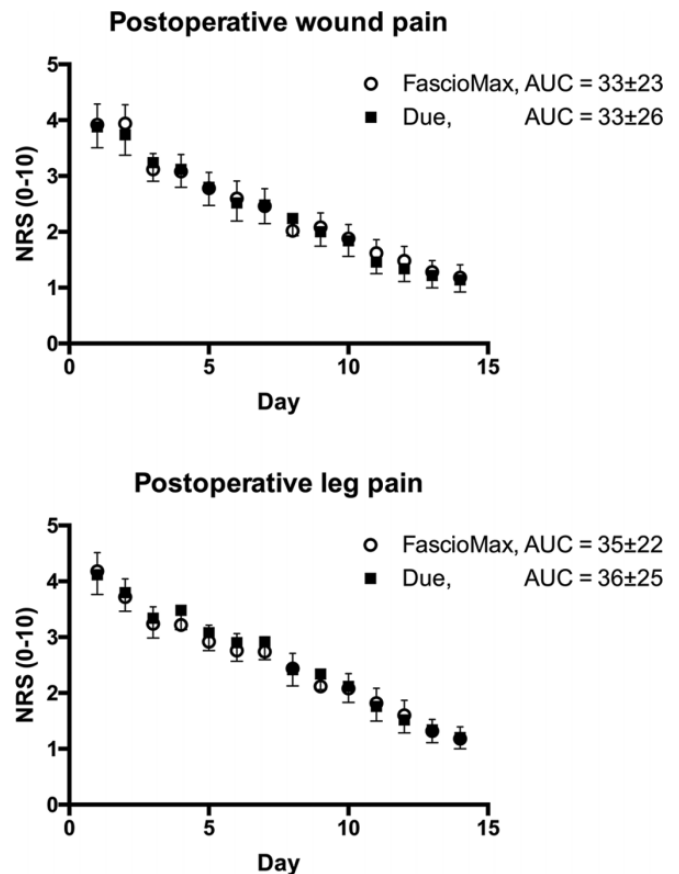 Postoperative wound pain
FascioMax, AUC = 33±23
Due, AUC = 33±26
NRS (0-10)
5
4
3
2
1
0
0 5 10 15
Day
Postoperative leg pain
FascioMax, AUC = 35±22
Due, AUC = 36±25
NRS (0-10)
5
4
3
2
1
0
0 5 10 15
Day